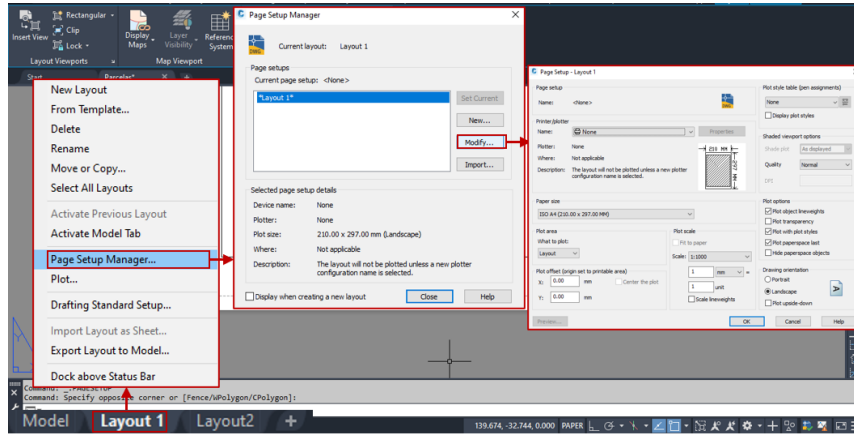 Insert View
Rectangular
Clip
Lock
Layout Viewports
Display Maps
Layer Visibility
Map Viewport
Reference System
Start
Parcelas*
New Layout
From Template...
Delete
Rename
Move or Copy...
Select All Layouts
Activate Previous Layout
Activate Model Tab
Page Setup Manager...
Plot...
Drafting Standard Setup...
Import Layout as Sheet...
Export Layout to Model...
Dock above Status Bar
Page Setup Manager
Current layout: Layout 1
Page setups
Current page setup: <None>
*Layout 1*
Set Current
New...
Modify...
Import...
Selected page setup details
Device name: None
Plotter: None
Plot size: 210.00 x 297.00 mm (Landscape)
Where: Not applicable
Description: The layout will not be plotted unless a new plotter
configuration name is selected.
Display when creating a new layout
Close
Help
Page Setup - Layout 1
Page setup
Name: <None>
Printer/plotter
Name: None
Properties
Plotter: None
Where: Not applicable
Description: The layout will not be plotted unless a new plotter
configuration name is selected.
210 MM
Paper size
ISO A4 (210.00 x 297.00 MM)
Plot area
What to plot:
Layout
Plot offset (origin set to printable area)
X: 0.00 mm
Center the plot
Y: 0.00 mm
Plot scale
Fit to paper
Scale: 1:1000
1 mm =
1 unit
Scale lineweights
Plot style table (pen assignments)
None
Display plot styles
Shaded viewport options
Shade plot As displayed
Quality Normal
DPI
Plot options
Plot object lineweights
Plot transparency
Plot with plot styles
Plot paperspace last
Hide paperspace objects
Drawing orientation
Portrait
Landscape
Plot upside-down
A
Preview...
OK
Cancel
Help
Y
Command: _.PAGESETUP
Command: Specify opposite corner or [Fence/WPolygon/CPolygon]:
Model
Layout 1
Layout2
+
139.674, -32.744, 0.000 PAPER